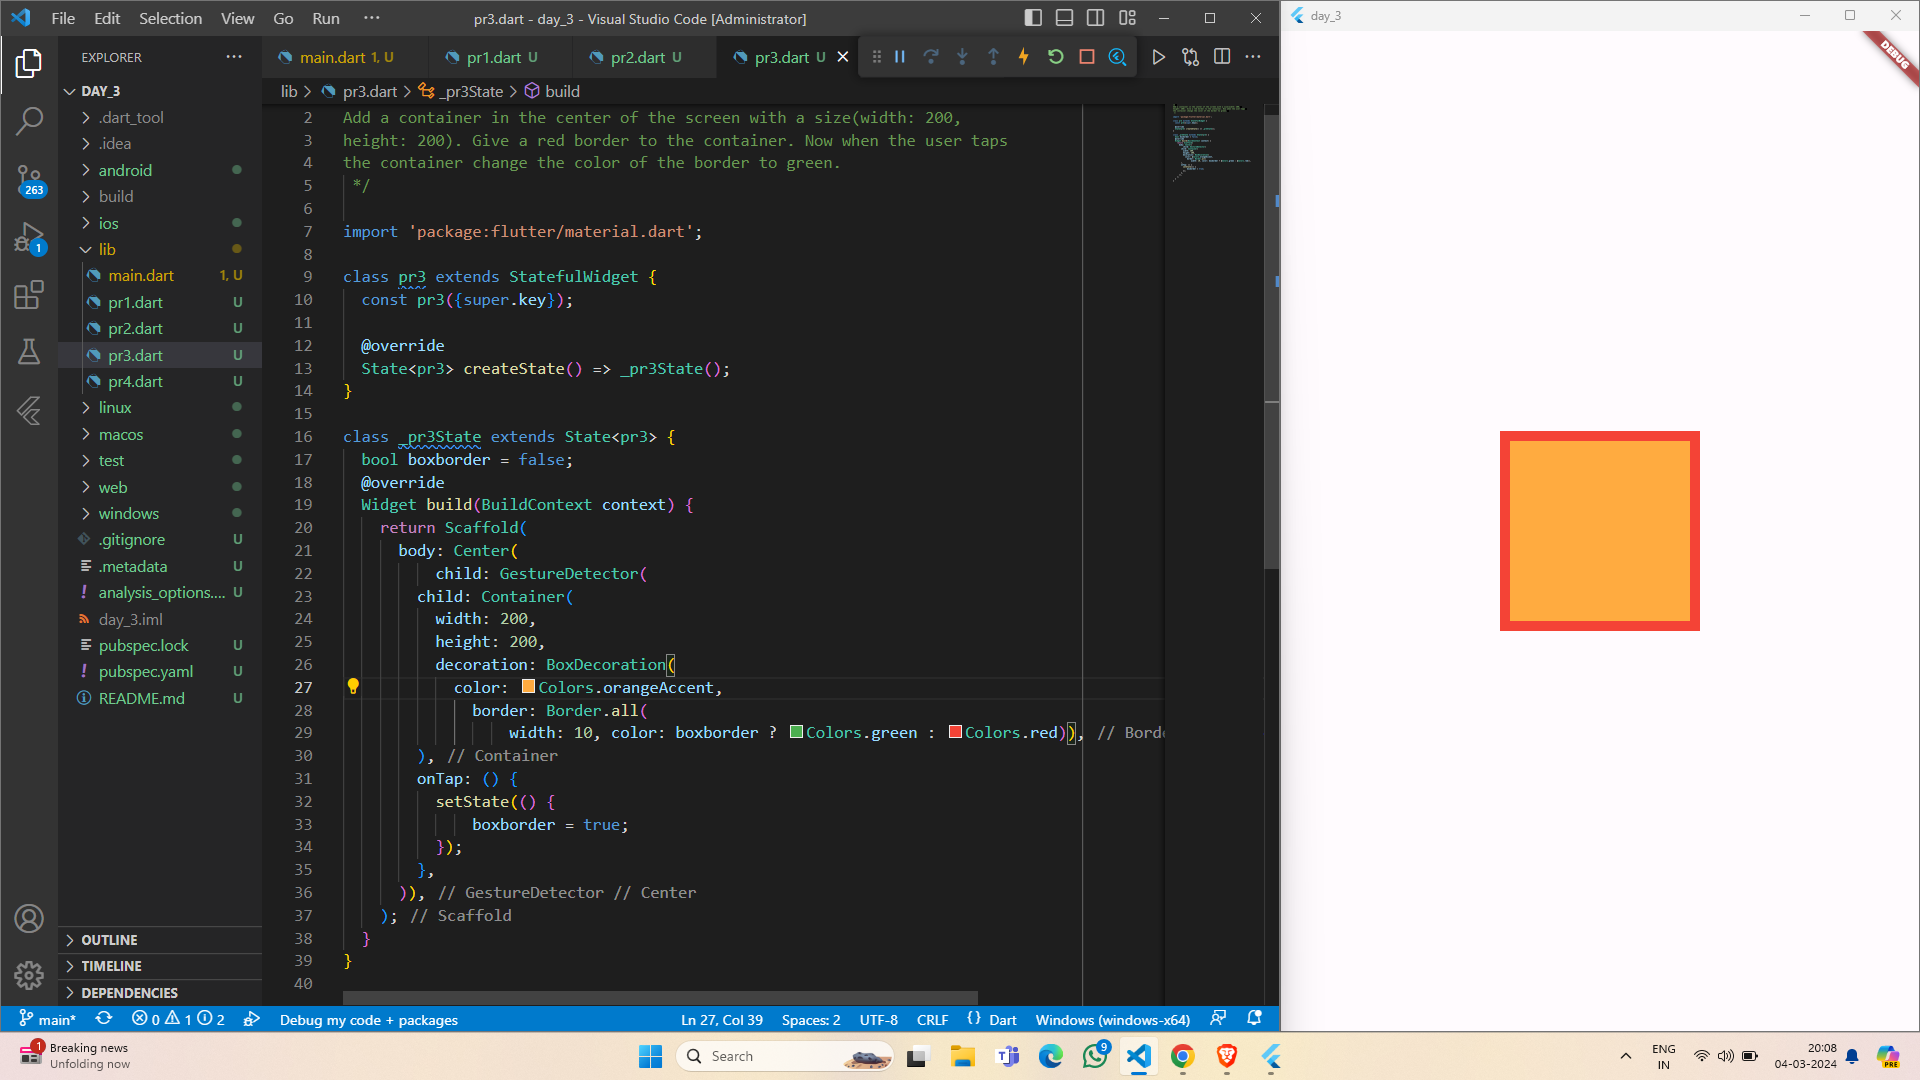 File Edit Selection View Go Run ··· pr3.dart - day_3 - Visual Studio Code [Administrator]
day_3
DEBUG
EXPLORER ···
main.dart 1, U
pr1.dart U
pr2.dart U
pr3.dart U
lib > pr3.dart > _pr3State > build
DAY_3
.dart_tool
.idea
android
build
ios
lib
main.dart 1, U
pr1.dart U
pr2.dart U
pr3.dart U
pr4.dart U
linux
macos
test
web
windows
.gitignore U
.metadata U
! analysis_options.... U
day_3.iml
pubspec.lock U
! pubspec.yaml U
README.md U
OUTLINE
TIMELINE
DEPENDENCIES
263
1
2 Add a container in the center of the screen with a size(width: 200,
3 height: 200). Give a red border to the container. Now when the user taps
4 the container change the color of the border to green.
5 */
6
7 import 'package:flutter/material.dart';
8
9 class pr3 extends StatefulWidget {
10 const pr3({super.key});
11
12 @override
13 State<pr3> createState() => _pr3State();
14 }
15
16 class _pr3State extends State<pr3> {
17 bool boxborder = false;
18 @override
19 Widget build(BuildContext context) {
20 return Scaffold(
21 body: Center(
22 child: GestureDetector(
23 child: Container(
24 width: 200,
25 height: 200,
26 decoration: BoxDecoration(
27 color: Colors.orangeAccent,
28 border: Border.all(
29 width: 10, color: boxborder ? Colors.green : Colors.red)), // Bord
30 ), // Container
31 onTap: () {
32 setState(() {
33 boxborder = true;
34 });
35 },
36 )), // GestureDetector // Center
37 ); // Scaffold
38 }
39 }
40
main* 0 1 2 Debug my code + packages Ln 27, Col 39 Spaces: 2 UTF-8 CRLF {} Dart Windows (windows-x64)
1 Breaking news
Unfolding now
Search
9
ENG
IN
20:08
04-03-2024
PRE